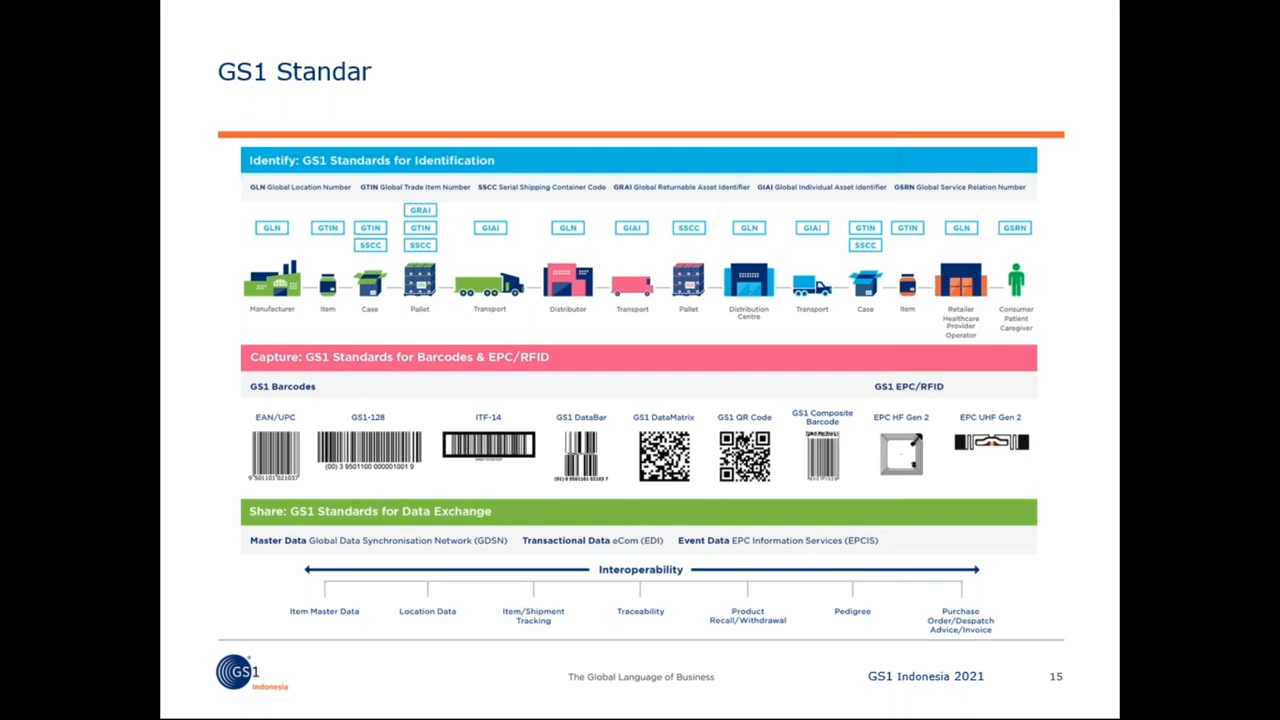 GS1 Standar
Identify: GS1 Standards for Identification
GLN Global Location Number GTIN Global Trade Item Number SSCC Serial Shipping Container Code GRAI Global Returnable Asset Identifier GIAI Global Individual Asset Identifier GSRN Global Service Relation Number
GRAI
GLN GTIN GTIN GTIN GIAI GLN GIAI SSCC GLN GIAI GTIN GTIN GLN GSRN
SSCC SSCC SSCC
Manufacturer Item Case Pallet Transport Distributor Transport Pallet Distribution Transport Case Item Retailer Consumer
Centre Healthcare Patient
Provider Caregiver
Operator
Capture: GS1 Standards for Barcodes & EPC/RFID
GS1 Barcodes GS1 EPC/RFID
EAN/UPC GS1-128 ITF-14 GS1 DataBar GS1 DataMatrix GS1 QR Code GS1 Composite EPC HF Gen 2 EPC UHF Gen 2
Barcode
(00) 3 9501100 000001001 9
9 501101 021037
Share: GS1 Standards for Data Exchange
Master Data Global Data Synchronisation Network (GDSN) Transactional Data eCom (EDI) Event Data EPC Information Services (EPCIS)
Interoperability
Item Master Data Location Data Item/Shipment Traceability Product Pedigree Purchase
Tracking Recall/Withdrawal Order/Despatch
Advice/Invoice
GS1
Indonesia
The Global Language of Business
GS1 Indonesia 2021
15